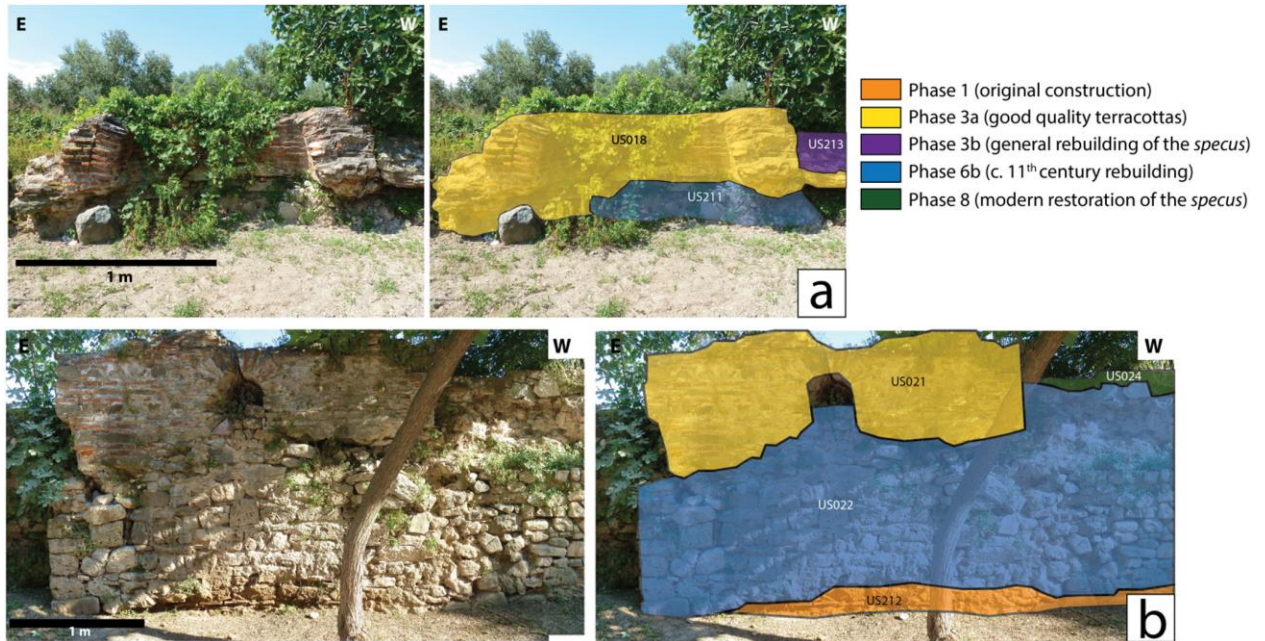 E
W
1 m
E
W
US018
US213
US211
a
Phase 1 (original construction)
Phase 3a (good quality terracottas)
Phase 3b (general rebuilding of the specus)
Phase 6b (c. 11th century rebuilding)
Phase 8 (modern restoration of the specus)
E
W
1 m
E
W
US021
US024
US022
US212
b